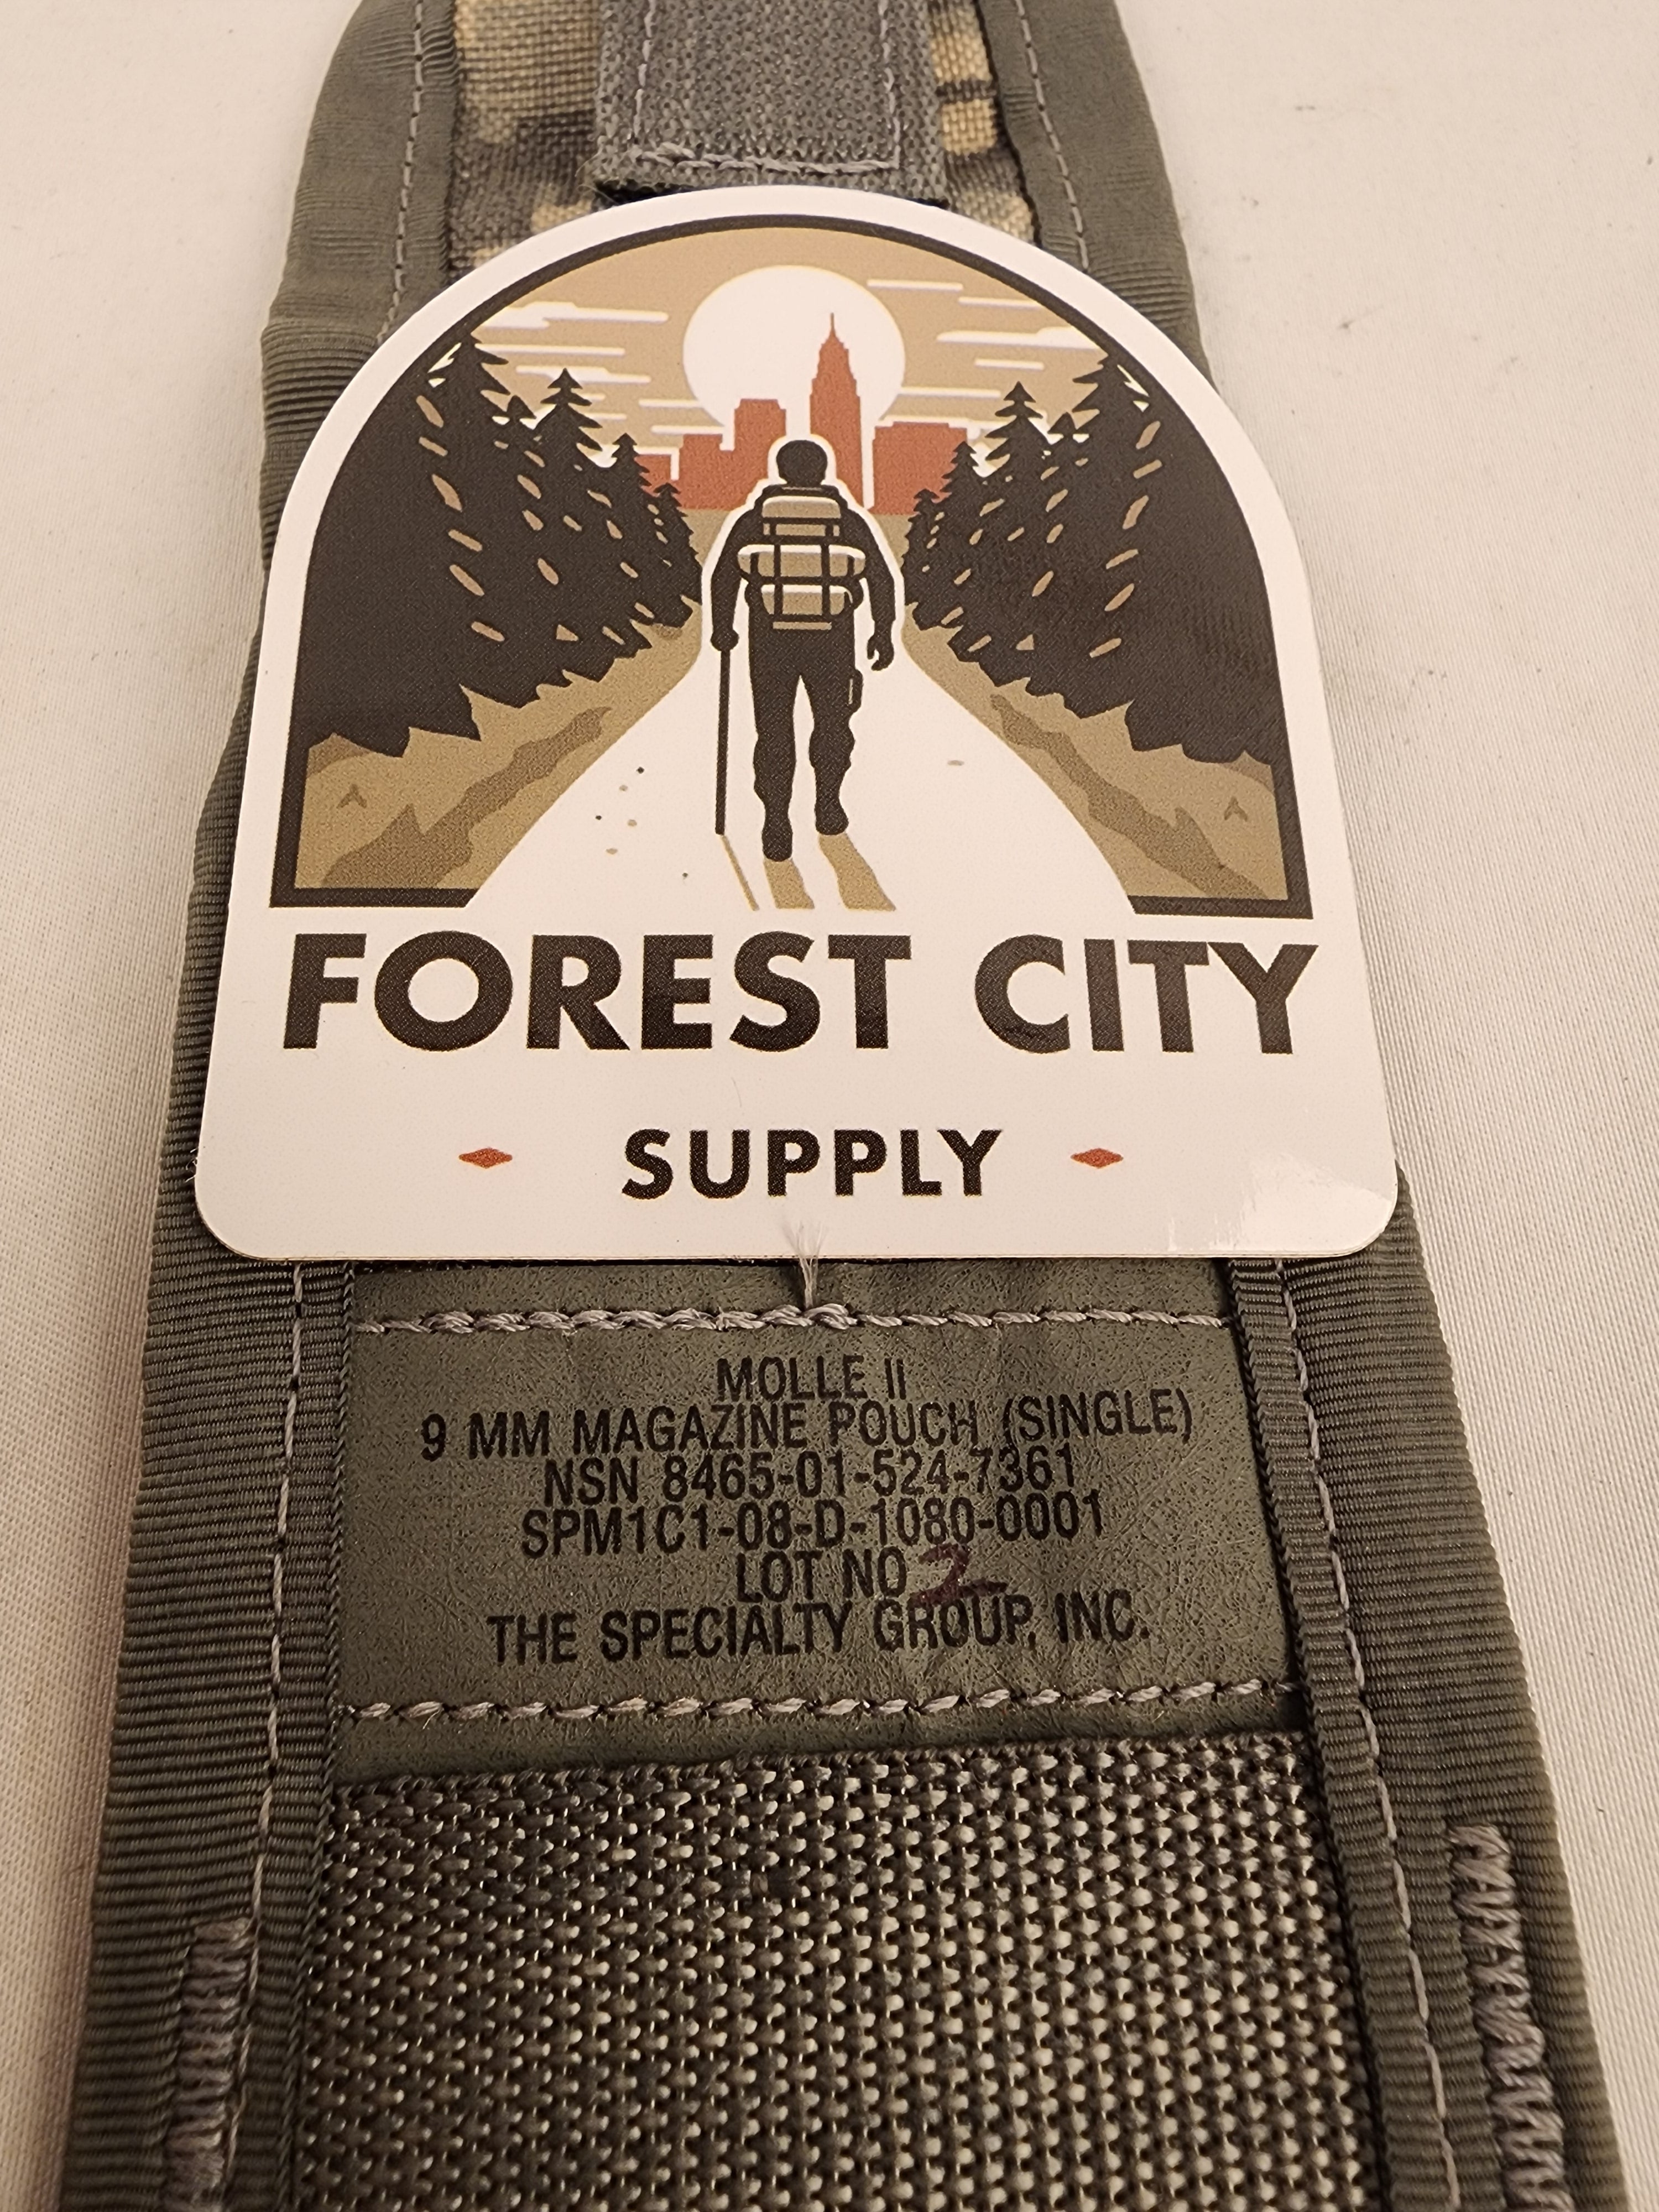 FOREST CITY
SUPPLY
MOLLE II
9 MM MAGAZINE POUCH (SINGLE)
NSN 8465-01-524-7361
SPM1C1-08-D-1080-0001
LOT NO 2
THE SPECIALTY GROUP, INC.